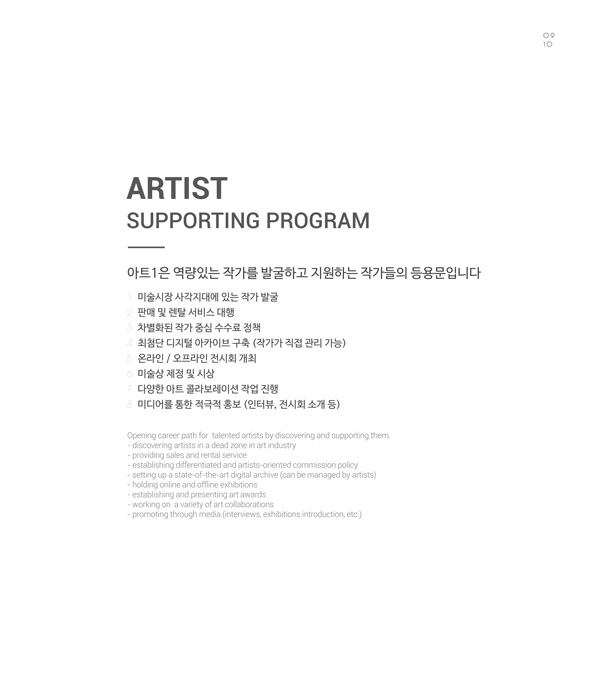 09
10
ARTIST
SUPPORTING PROGRAM
아트1은 역량있는 작가를 발굴하고 지원하는 작가들의 등용문입니다
1 미술시장 사각지대에 있는 작가 발굴
2 판매 및 렌탈 서비스 대행
3 차별화된 작가 중심 수수료 정책
4 최첨단 디지털 아카이브 구축 (작가가 직접 관리 가능)
5 온라인 / 오프라인 전시회 개최
6 미술상 제정 및 시상
7 다양한 아트 콜라보레이션 작업 진행
8 미디어를 통한 적극적 홍보 (인터뷰, 전시회 소개 등)
Opening career path for talented artists by discovering and supporting them.
- discovering artists in a dead zone in art industry
- providing sales and rental service
- establishing differentiated and artists-oriented commission policy
- setting up a state-of-the-art digital archive (can be managed by artists)
- holding online and offline exhibitions
- establishing and presenting art awards
- working on a variety of art collaborations
- promoting through media (interviews, exhibitions introduction, etc.)